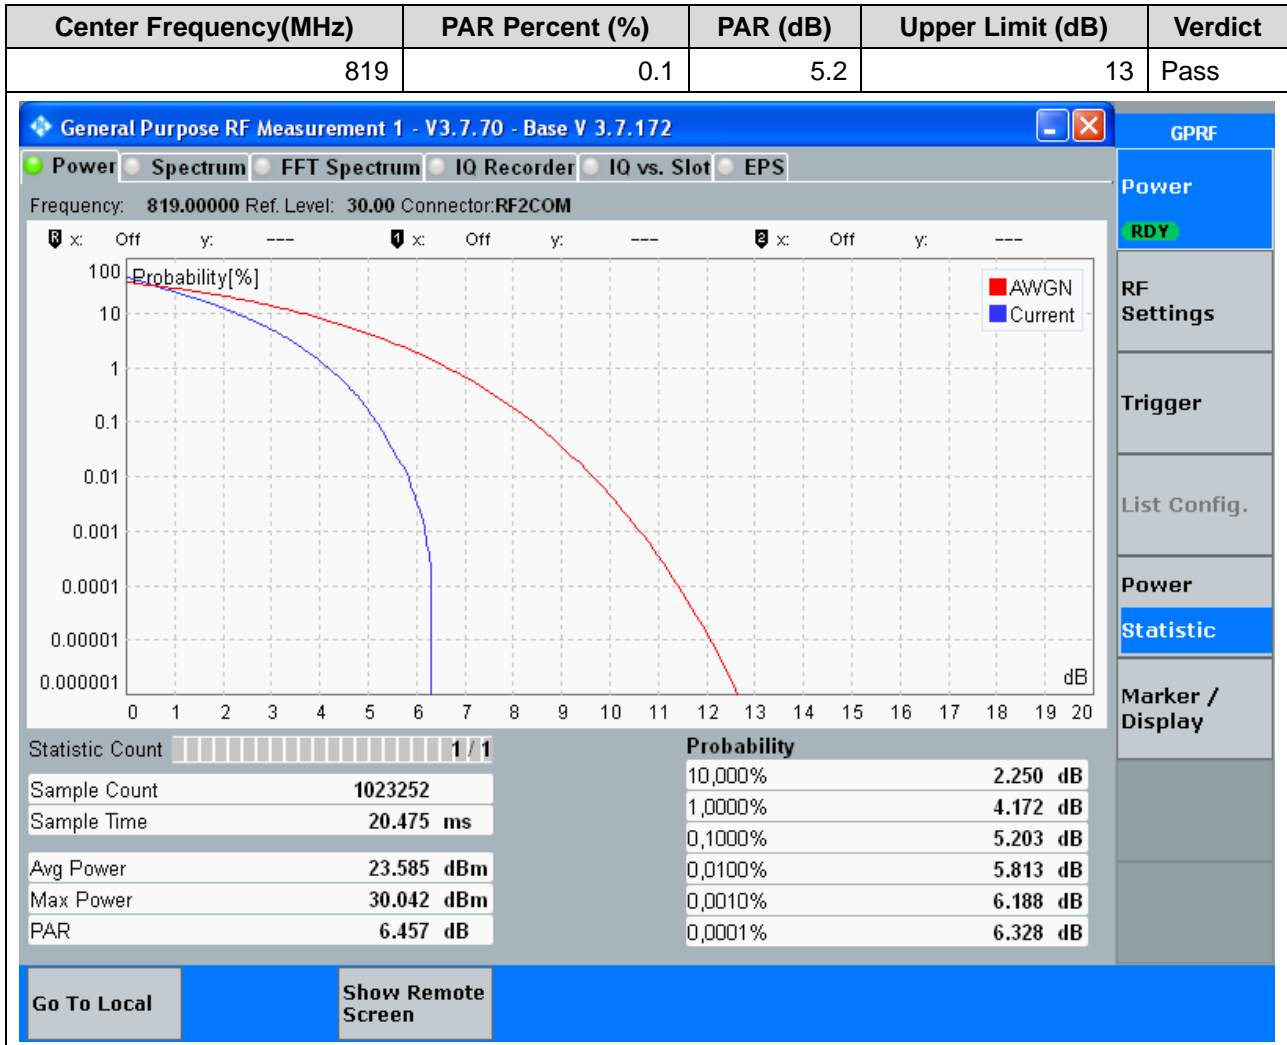 Center Frequency(MHz) PAR Percent (%) PAR (dB) Upper Limit (dB) Verdict
819 0.1 5.2 13 Pass
General Purpose RF Measurement 1 - V3.7.70 - Base V 3.7.172
GPRF
Power Spectrum FFT Spectrum IQ Recorder IQ vs. Slot EPS
Frequency: 819.00000 Ref. Level: 30.00 Connector:RF2COM
R x: Off y: --- 1 x: Off y: --- 2 x: Off y: ---
Probability[%]
AWGN
Current
100
10
1
0.1
0.01
0.001
0.0001
0.00001
0.000001
dB
0 1 2 3 4 5 6 7 8 9 10 11 12 13 14 15 16 17 18 19 20
Power
RDY
RF
Settings
Trigger
List Config.
Power
Statistic
Marker /
Display
Statistic Count 1 / 1
Sample Count 1023252
Sample Time 20.475 ms
Avg Power 23.585 dBm
Max Power 30.042 dBm
PAR 6.457 dB
Probability
10,000% 2.250 dB
1,0000% 4.172 dB
0,1000% 5.203 dB
0,0100% 5.813 dB
0,0010% 6.188 dB
0,0001% 6.328 dB
Go To Local
Show Remote
Screen